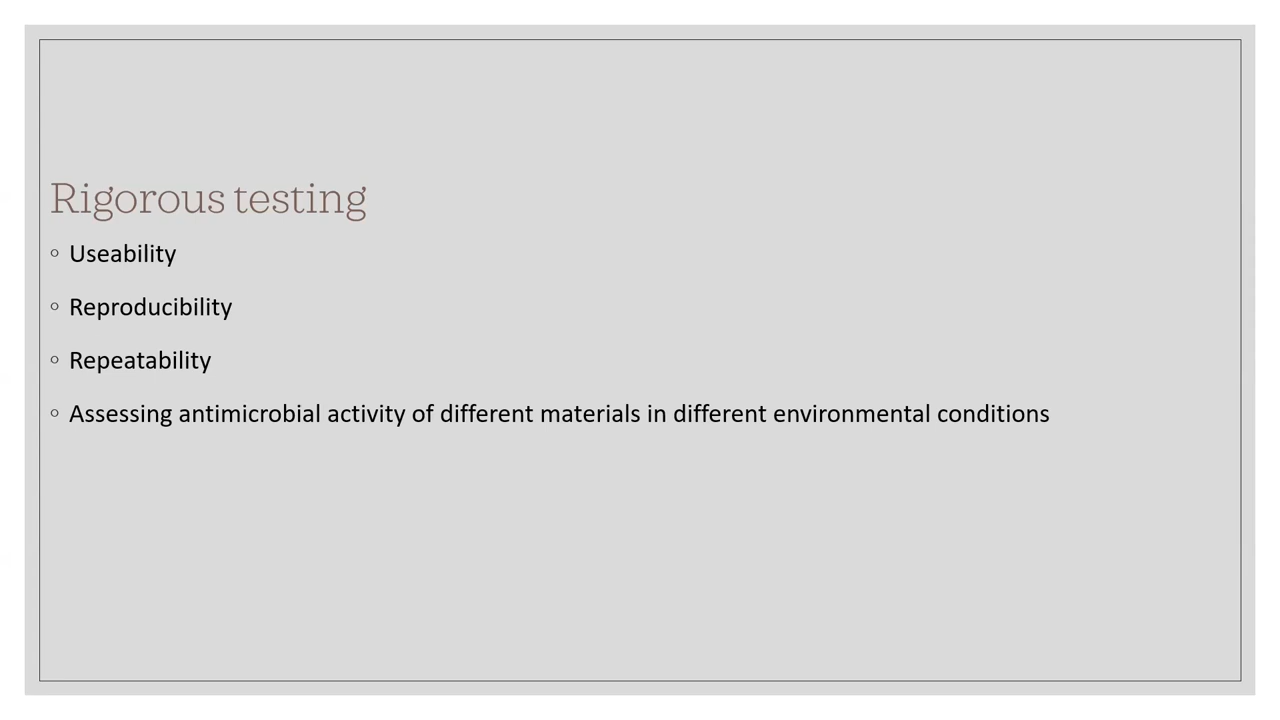 Rigorous testing
◦ Useability
◦ Reproducibility
◦ Repeatability
◦ Assessing antimicrobial activity of different materials in different environmental conditions